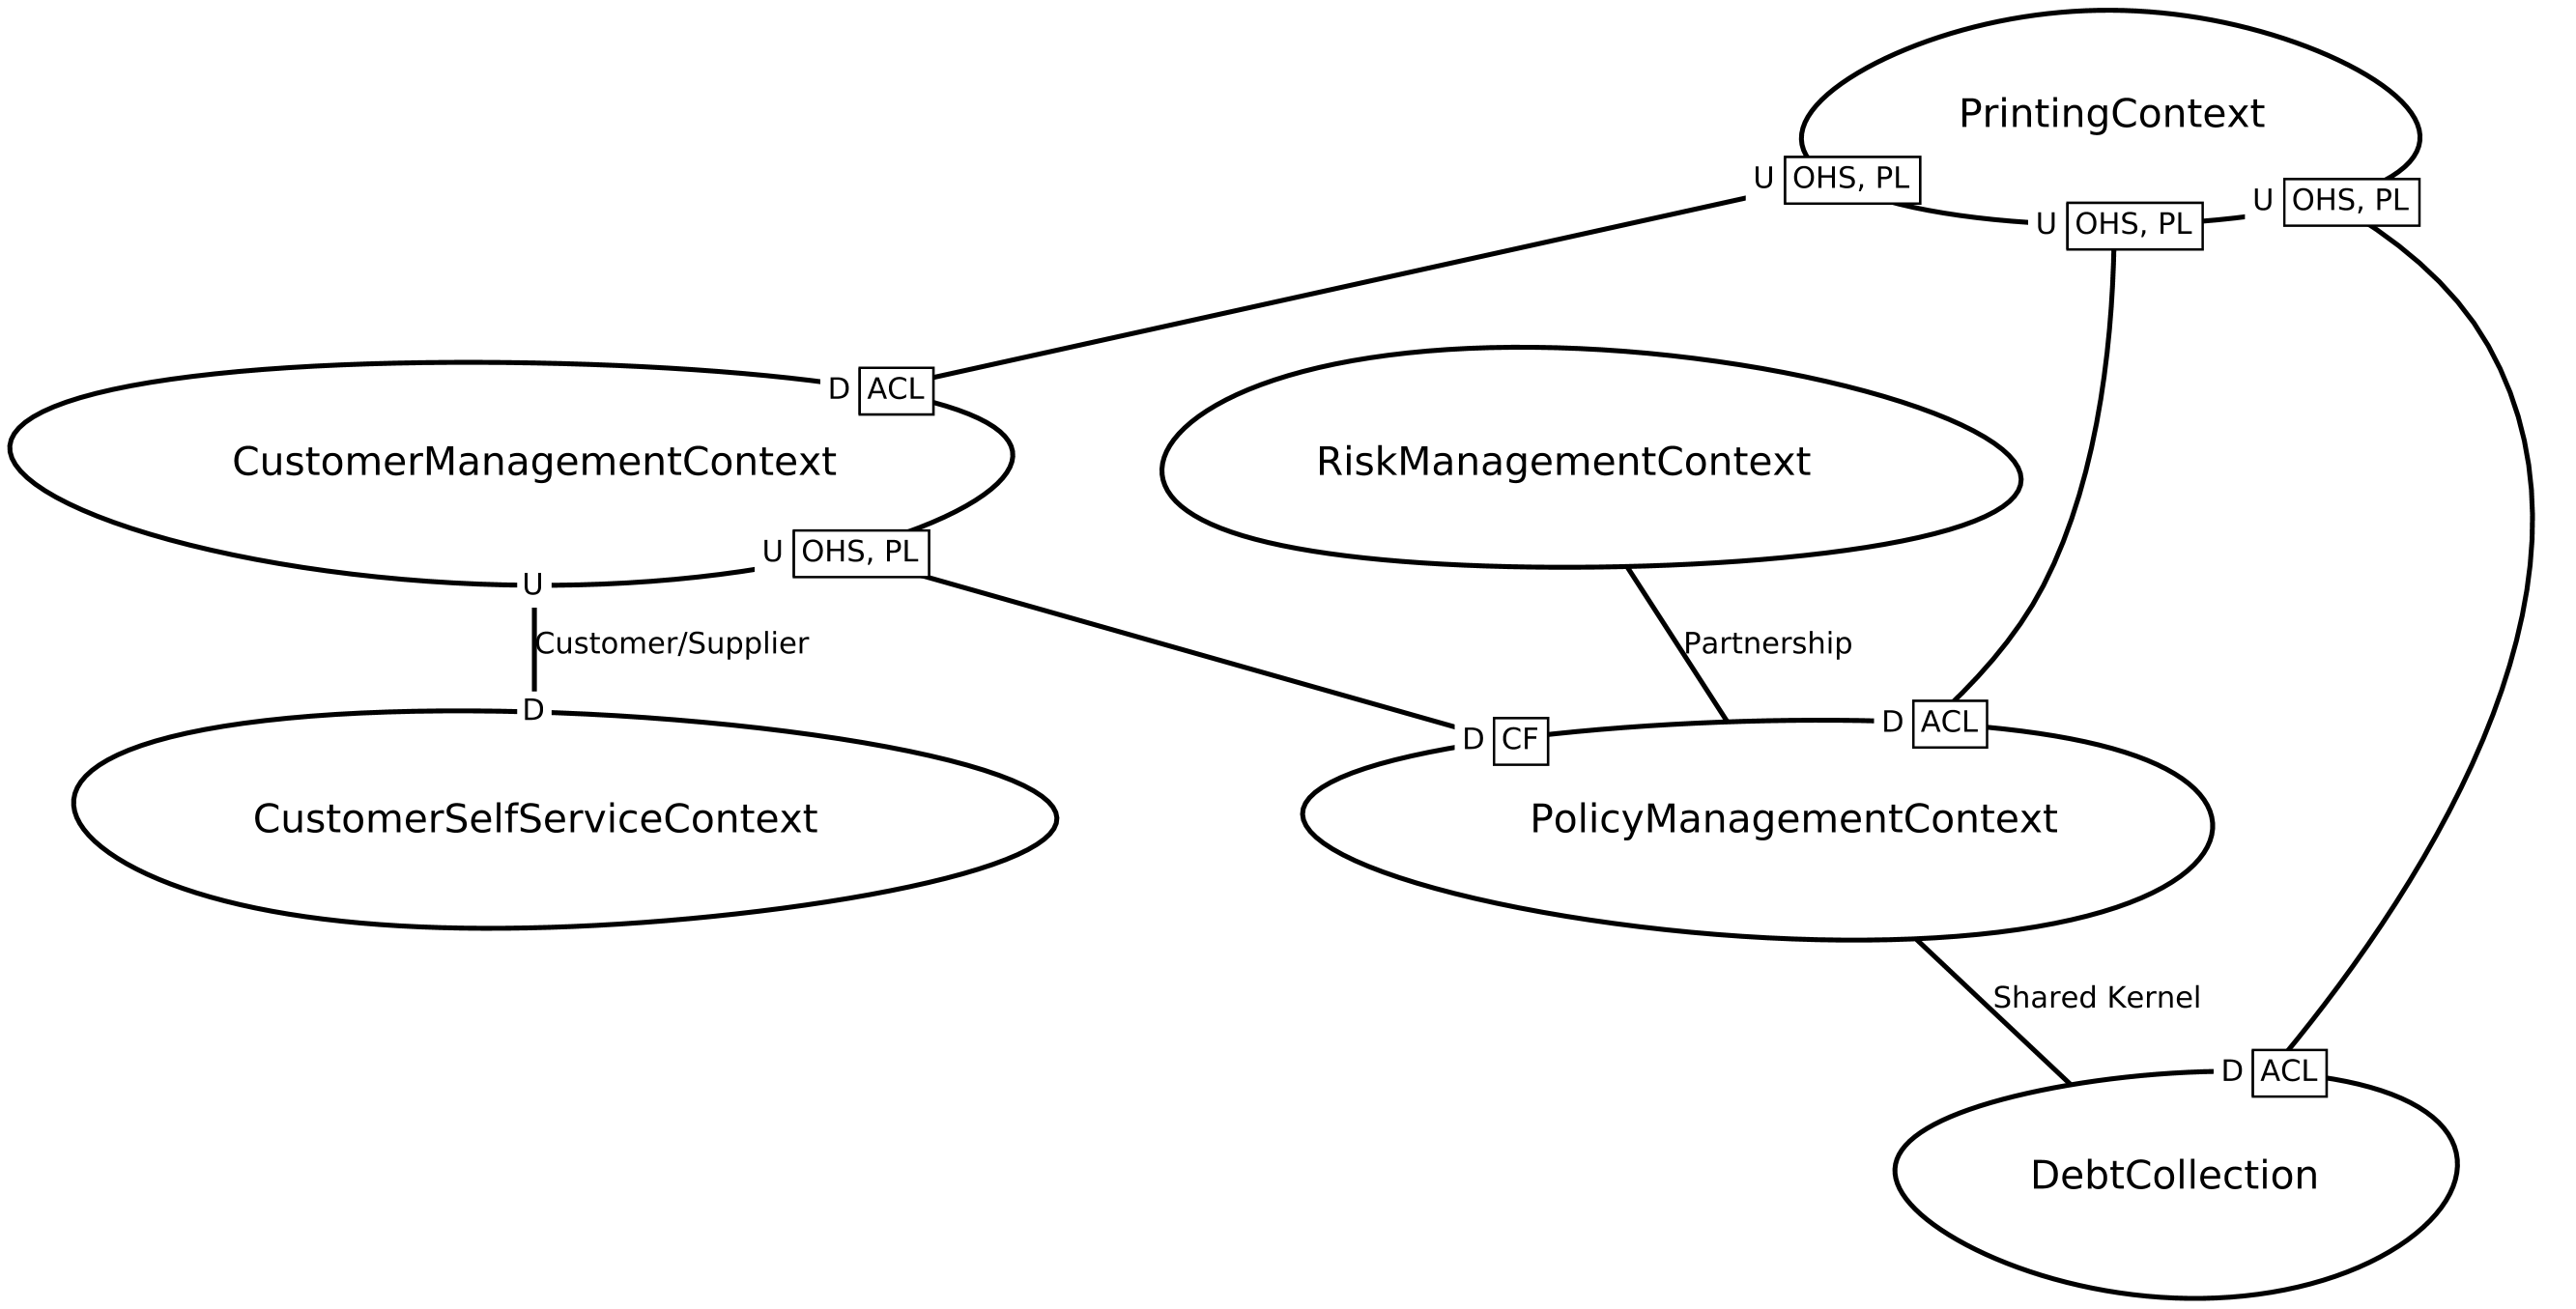 PrintingContext
U OHS, PL
U OHS, PL
U OHS, PL
D ACL
CustomerManagementContext
RiskManagementContext
U OHS, PL
U
Customer/Supplier
Partnership
D
D CF
D ACL
CustomerSelfServiceContext
PolicyManagementContext
Shared Kernel
D ACL
DebtCollection